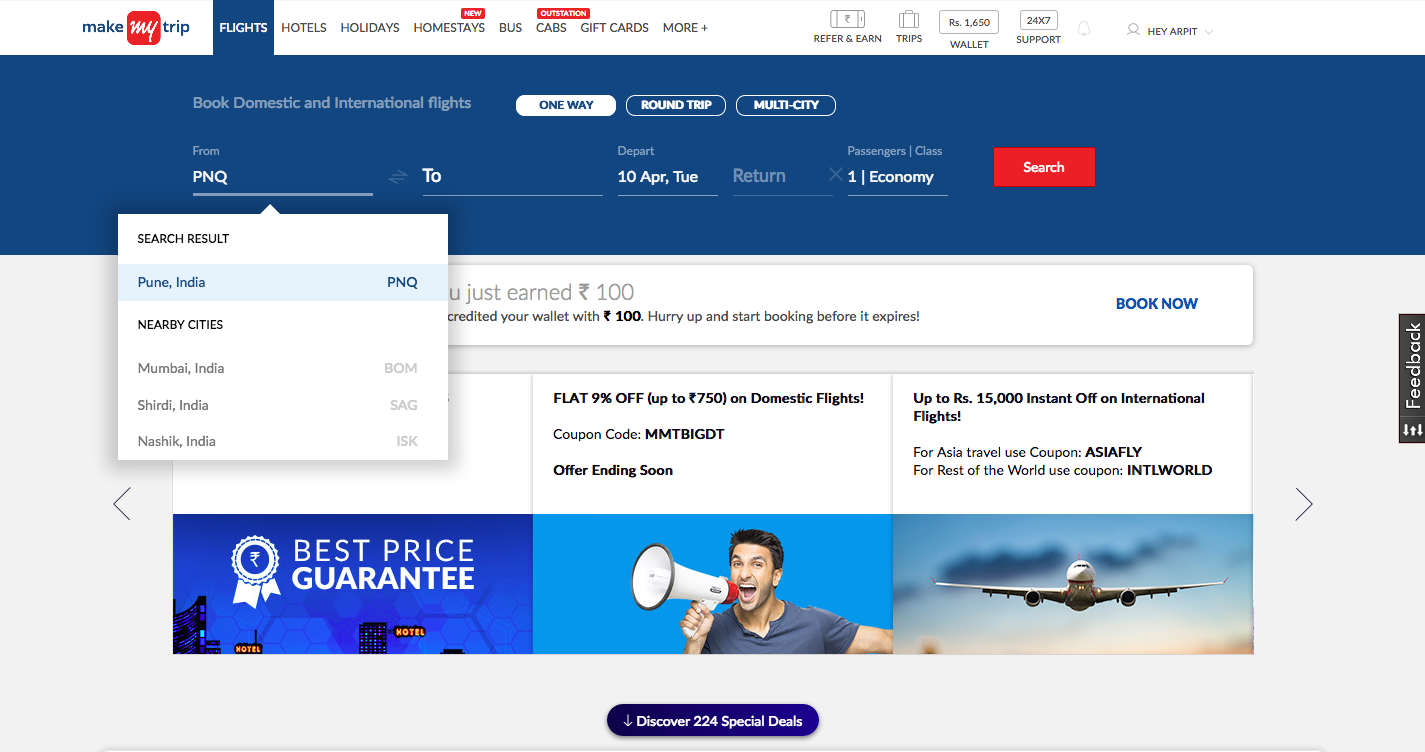 make my trip
FLIGHTS
HOTELS
HOLIDAYS
NEW
HOMESTAYS
BUS
OUTSTATION
CABS
GIFT CARDS
MORE +
₹
REFER & EARN
TRIPS
Rs. 1,650
WALLET
24X7
SUPPORT
HEY ARPIT
Book Domestic and International flights
ONE WAY
ROUND TRIP
MULTI-CITY
From
PNQ
To
Depart
10 Apr, Tue
Return
Passengers | Class
1 | Economy
Search
SEARCH RESULT
Pune, India PNQ
NEARBY CITIES
Mumbai, India BOM
Shirdi, India SAG
Nashik, India ISK
u just earned ₹ 100
credited your wallet with ₹ 100. Hurry up and start booking before it expires!
BOOK NOW
Feedback
FLAT 9% OFF (up to ₹750) on Domestic Flights!
Coupon Code: MMTBIGDT
Offer Ending Soon
Up to Rs. 15,000 Instant Off on International
Flights!
For Asia travel use Coupon: ASIAFLY
For Rest of the World use coupon: INTLWORLD
₹
BEST PRICE
GUARANTEE
HOTEL
HOTEL
↓ Discover 224 Special Deals